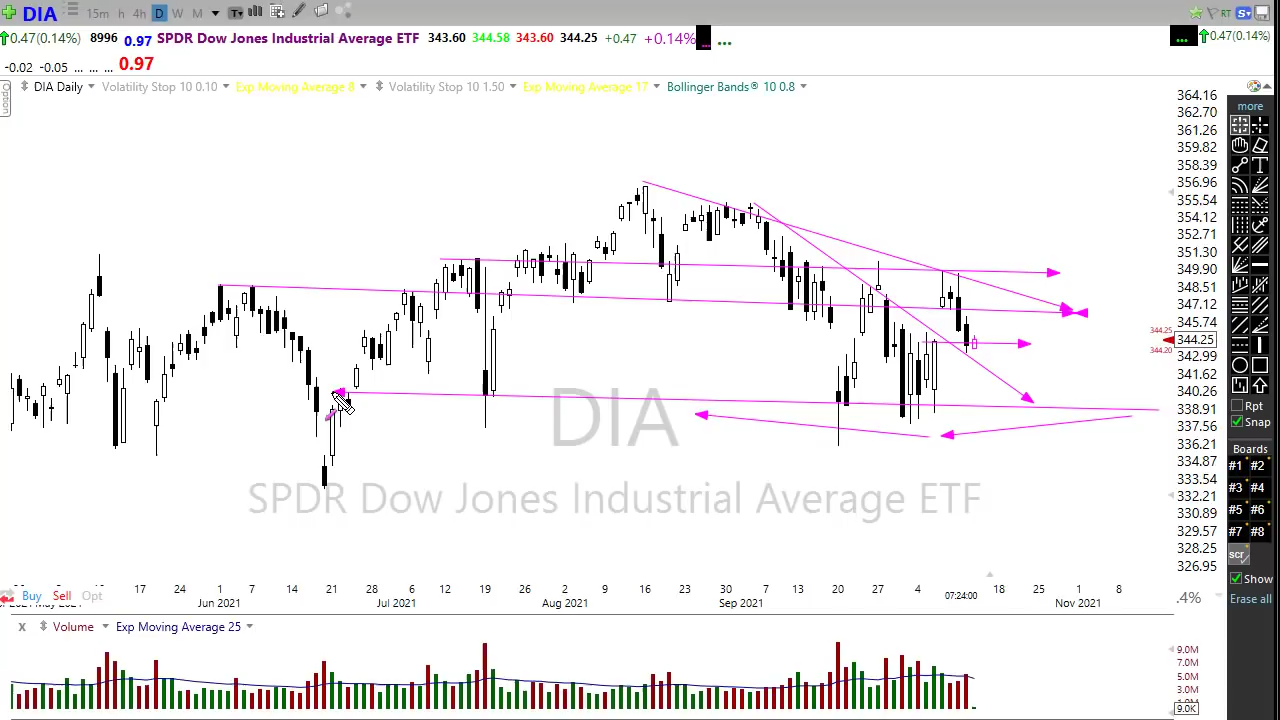 DIA 15m h 4h D W M T RT S
0.47(0.14%) 8996 0.97 SPDR Dow Jones Industrial Average ETF 343.60 344.58 343.60 344.25 +0.47 +0.14% ... ... ... 0.47(0.14%)
-0.02 -0.05 ... ... ... 0.97
Option
DIA Daily Volatility Stop 10 0.10 Exp Moving Average 8 Volatility Stop 10 1.50 Exp Moving Average 17 Bollinger Bands® 10 0.8
364.16
362.70
361.26
359.82
358.39
356.96
355.54
354.12
352.71
351.30
349.90
348.51
347.12
345.74
344.25
344.25
344.20
342.99
341.62
340.26
338.91
337.56
336.21
334.87
333.54
332.21
330.89
329.57
328.25
326.95
more
T
Rpt
Snap
Boards
#1 #2
#3 #4
#5 #6
#7 #8
scr
Show
Erase all
DIA
SPDR Dow Jones Industrial Average ETF
17 24 1 7 14 21 28 6 12 19 26 2 9 16 23 30 7 13 20 27 4 07:24:00 18 25 1 8
Buy Sell Opt .4%
Jun 2021 Jul 2021 Aug 2021 Sep 2021 Nov 2021
x Volume Exp Moving Average 25
9.0M
7.0M
5.0M
3.0M
9.0K